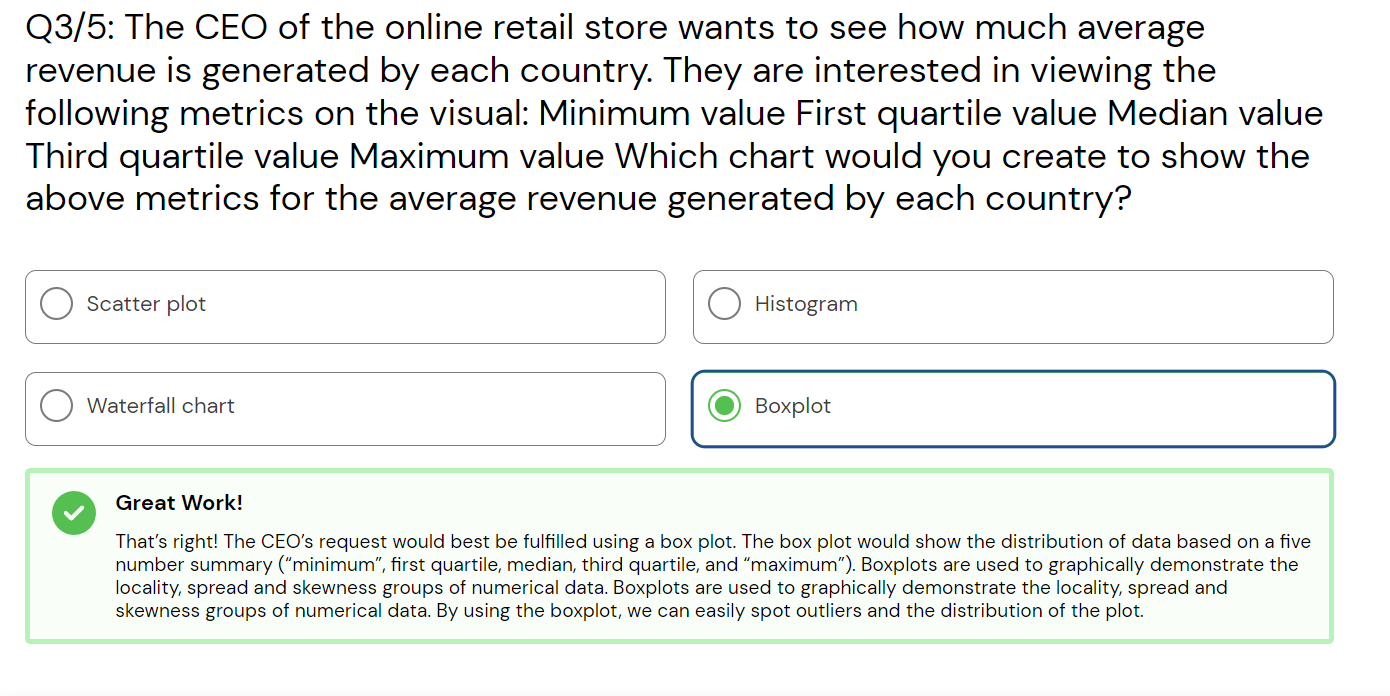 Q3/5: The CEO of the online retail store wants to see how much average
revenue is generated by each country. They are interested in viewing the
following metrics on the visual: Minimum value First quartile value Median value
Third quartile value Maximum value Which chart would you create to show the
above metrics for the average revenue generated by each country?
Scatter plot
Histogram
Waterfall chart
Boxplot
Great Work!
That's right! The CEO's request would best be fulfilled using a box plot. The box plot would show the distribution of data based on a five
number summary (“minimum”, first quartile, median, third quartile, and “maximum”). Boxplots are used to graphically demonstrate the
locality, spread and skewness groups of numerical data. Boxplots are used to graphically demonstrate the locality, spread and
skewness groups of numerical data. By using the boxplot, we can easily spot outliers and the distribution of the plot.